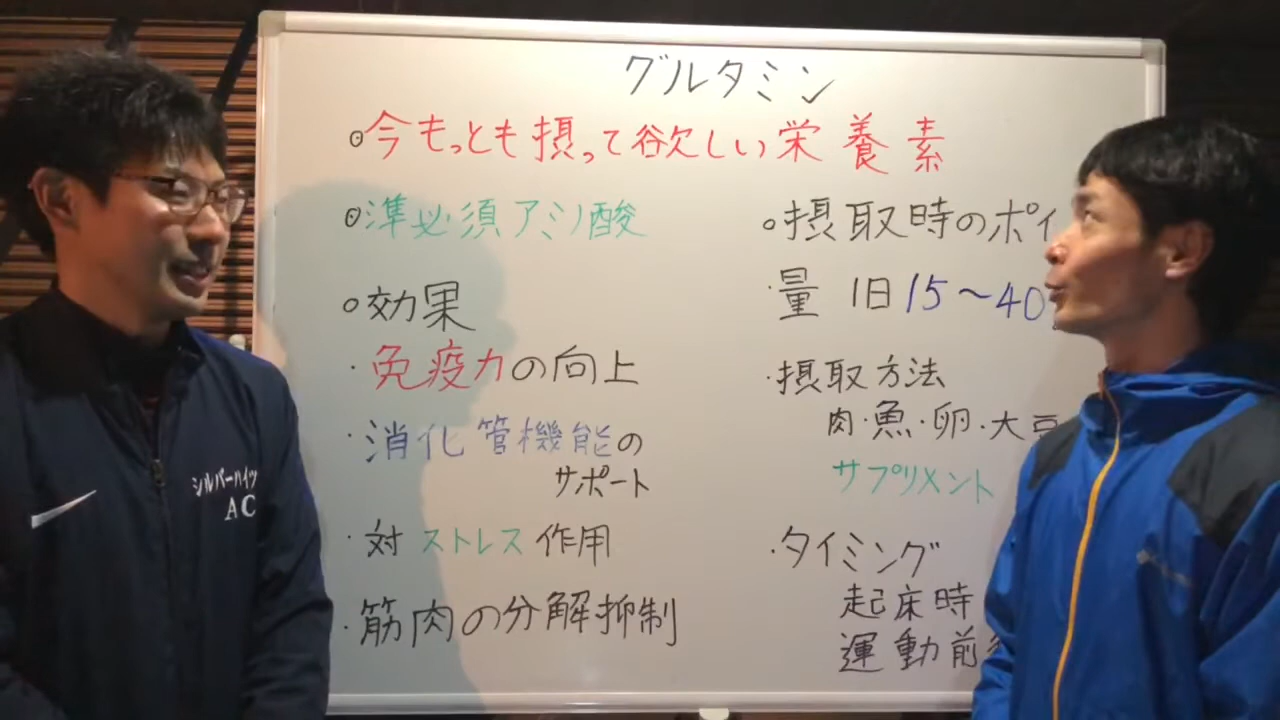 グルタミン
◦今もっとも摂って欲しい栄養素
◦準必須アミノ酸
◦効果
・免疫力の向上
・消化管機能の
サポート
・対ストレス作用
・筋肉の分解抑制
◦摂取時のポイ
・量 1日15〜40
・摂取方法
肉・魚・卵・大豆
サプリメント
・タイミング
起床時
運動前
シルバーハイツ
AC